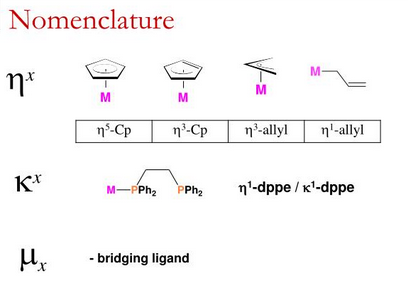 Nomenclature
ηˣ
M M M M
η⁵-Cp η³-Cp η³-allyl η¹-allyl
κˣ
M PPh₂ PPh₂ η¹-dppe / κ¹-dppe
μₓ - bridging ligand